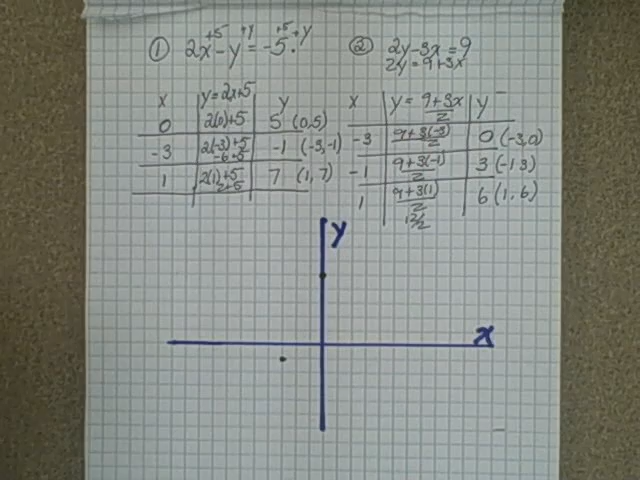 +5 +y +5 +y
① 2x - y = -5.
② 2y - 3x = 9
2y = 9 + 3x
x | y = 2x+5 | y
0 | 2(0)+5 | 5 (0,5)
-3 | 2(-3)+5 | -1 (-3,-1)
-6+5
1 | 2(1)+5 | 7 (1,7)
2+5
x | y = 9+3x/2 | y
-3 | 9+3(-3)/2 | 0 (-3,0)
-1 | 9+3(-1)/2 | 3 (-1 3)
1 | 9+3(1)/2 | 6 (1,6)
12/2
y
x